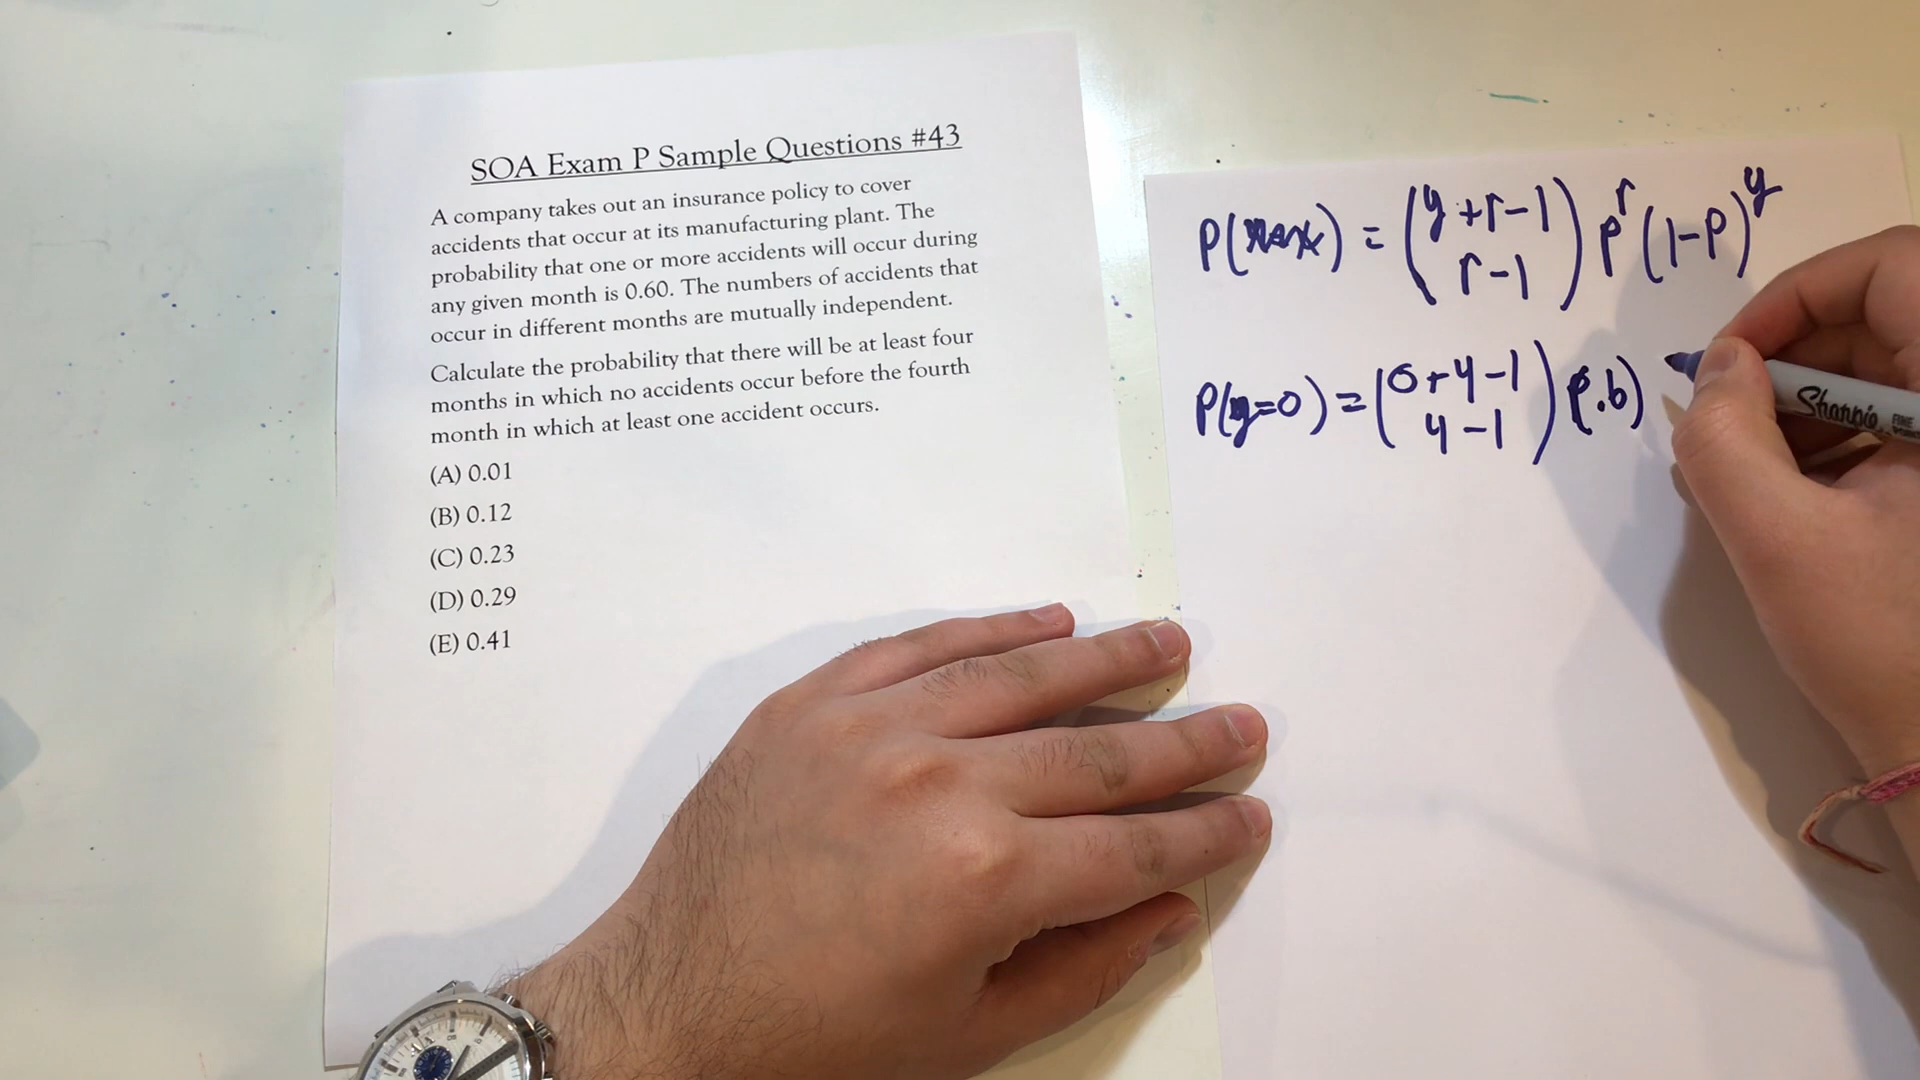 SOA Exam P Sample Questions #43
A company takes out an insurance policy to cover
accidents that occur at its manufacturing plant. The
probability that one or more accidents will occur during
any given month is 0.60. The numbers of accidents that
occur in different months are mutually independent.
Calculate the probability that there will be at least four
months in which no accidents occur before the fourth
month in which at least one accident occurs.
(A) 0.01
(B) 0.12
(C) 0.23
(D) 0.29
(E) 0.41
P( ) = (y+r-1
r-1) p^r (1-p)^y
P(y=0) = (0+4-1
4-1) (.6)
Sharpie
FINE